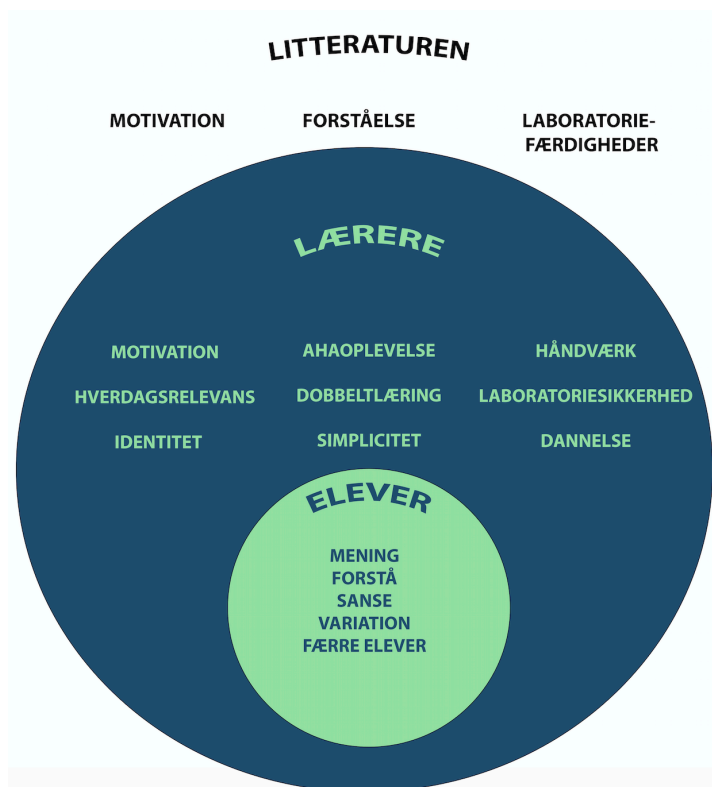 LITTERATUREN
MOTIVATION FORSTÅELSE LABORATORIE-
FÆRDIGHEDER
LÆRERE
MOTIVATION AHAOPLEVELSE HÅNDVÆRK
HVERDAGSRELEVANS DOBBELTLÆRING LABORATORIESIKKERHED
IDENTITET SIMPLICITET DANNELSE
ELEVER
MENING
FORSTÅ
SANSE
VARIATION
FÆRRE ELEVER